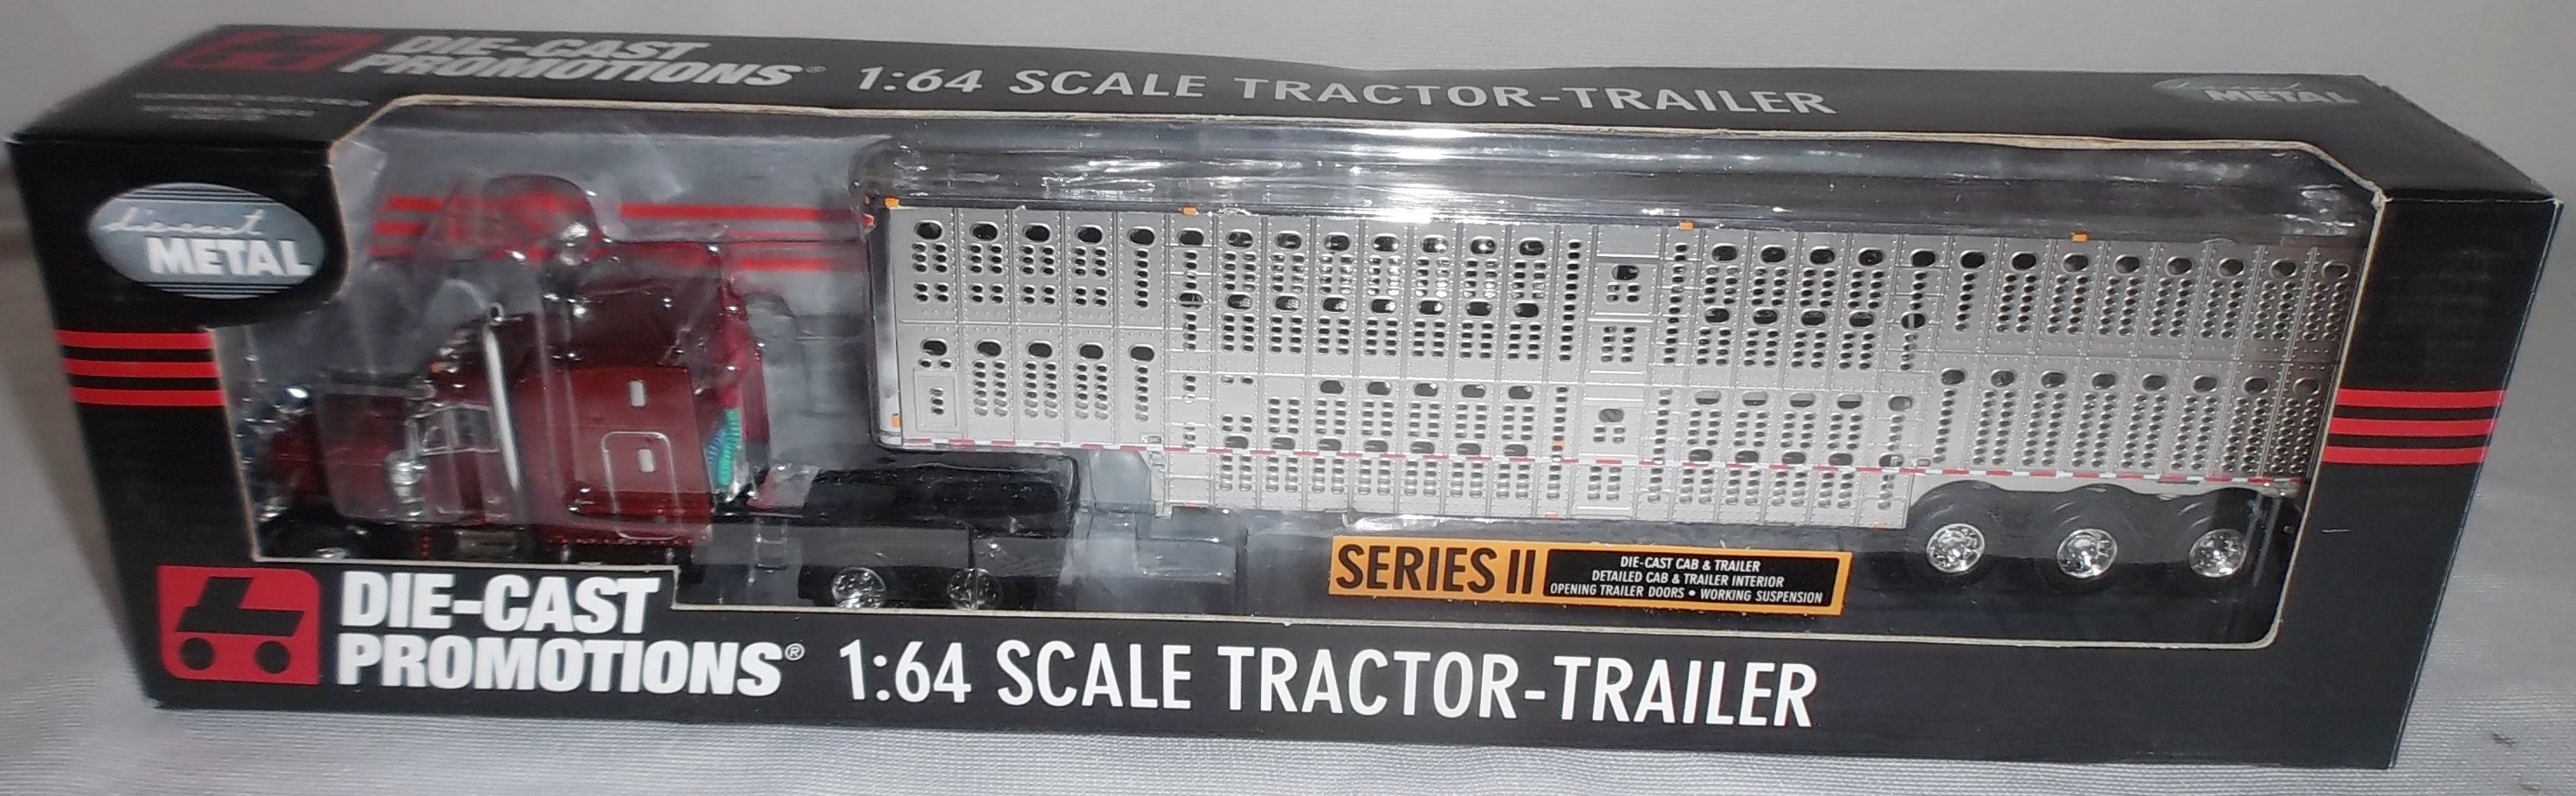 DIE-CAST
PROMOTIONS® 1:64 SCALE TRACTOR-TRAILER
METAL
diecast
METAL
SERIES II
DIE-CAST CAB & TRAILER
DETAILED CAB & TRAILER INTERIOR
OPENING TRAILER DOORS • WORKING SUSPENSION
DIE-CAST
PROMOTIONS® 1:64 SCALE TRACTOR-TRAILER